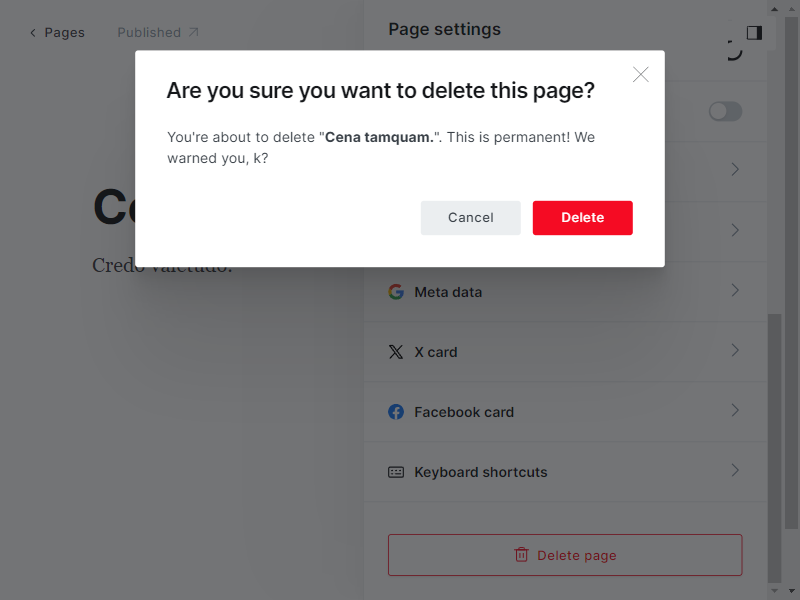 Pages
Published
Page settings
Are you sure you want to delete this page?
You're about to delete "Cena tamquam.". This is permanent! We
warned you, k?
Cancel
Delete
Credo valetudo.
Meta data
X card
Facebook card
Keyboard shortcuts
Delete page